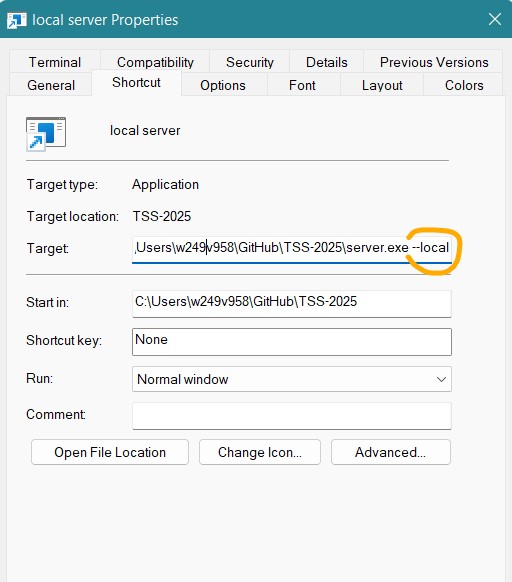 local server Properties
Terminal Compatibility Security Details Previous Versions
General Shortcut Options Font Layout Colors
local server
Target type: Application
Target location: TSS-2025
Target: \Users\w249v958\GitHub\TSS-2025\server.exe --local
Start in: C:\Users\w249v958\GitHub\TSS-2025
Shortcut key: None
Run: Normal window
Comment:
Open File Location Change Icon... Advanced...